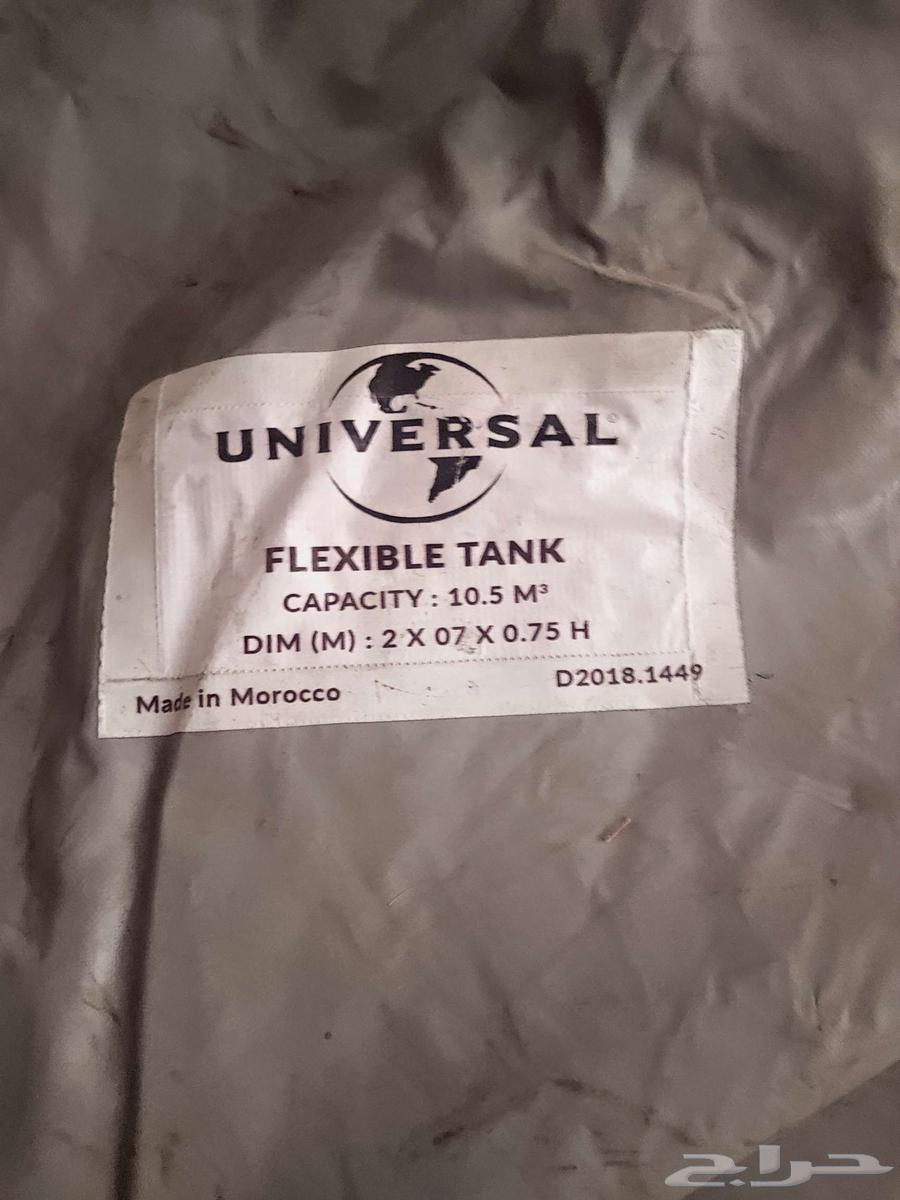 UNIVERSAL
FLEXIBLE TANK
CAPACITY : 10.5 M³
DIM (M) : 2 X 07 X 0.75 H
Made in Morocco
D2018.1449
حراج